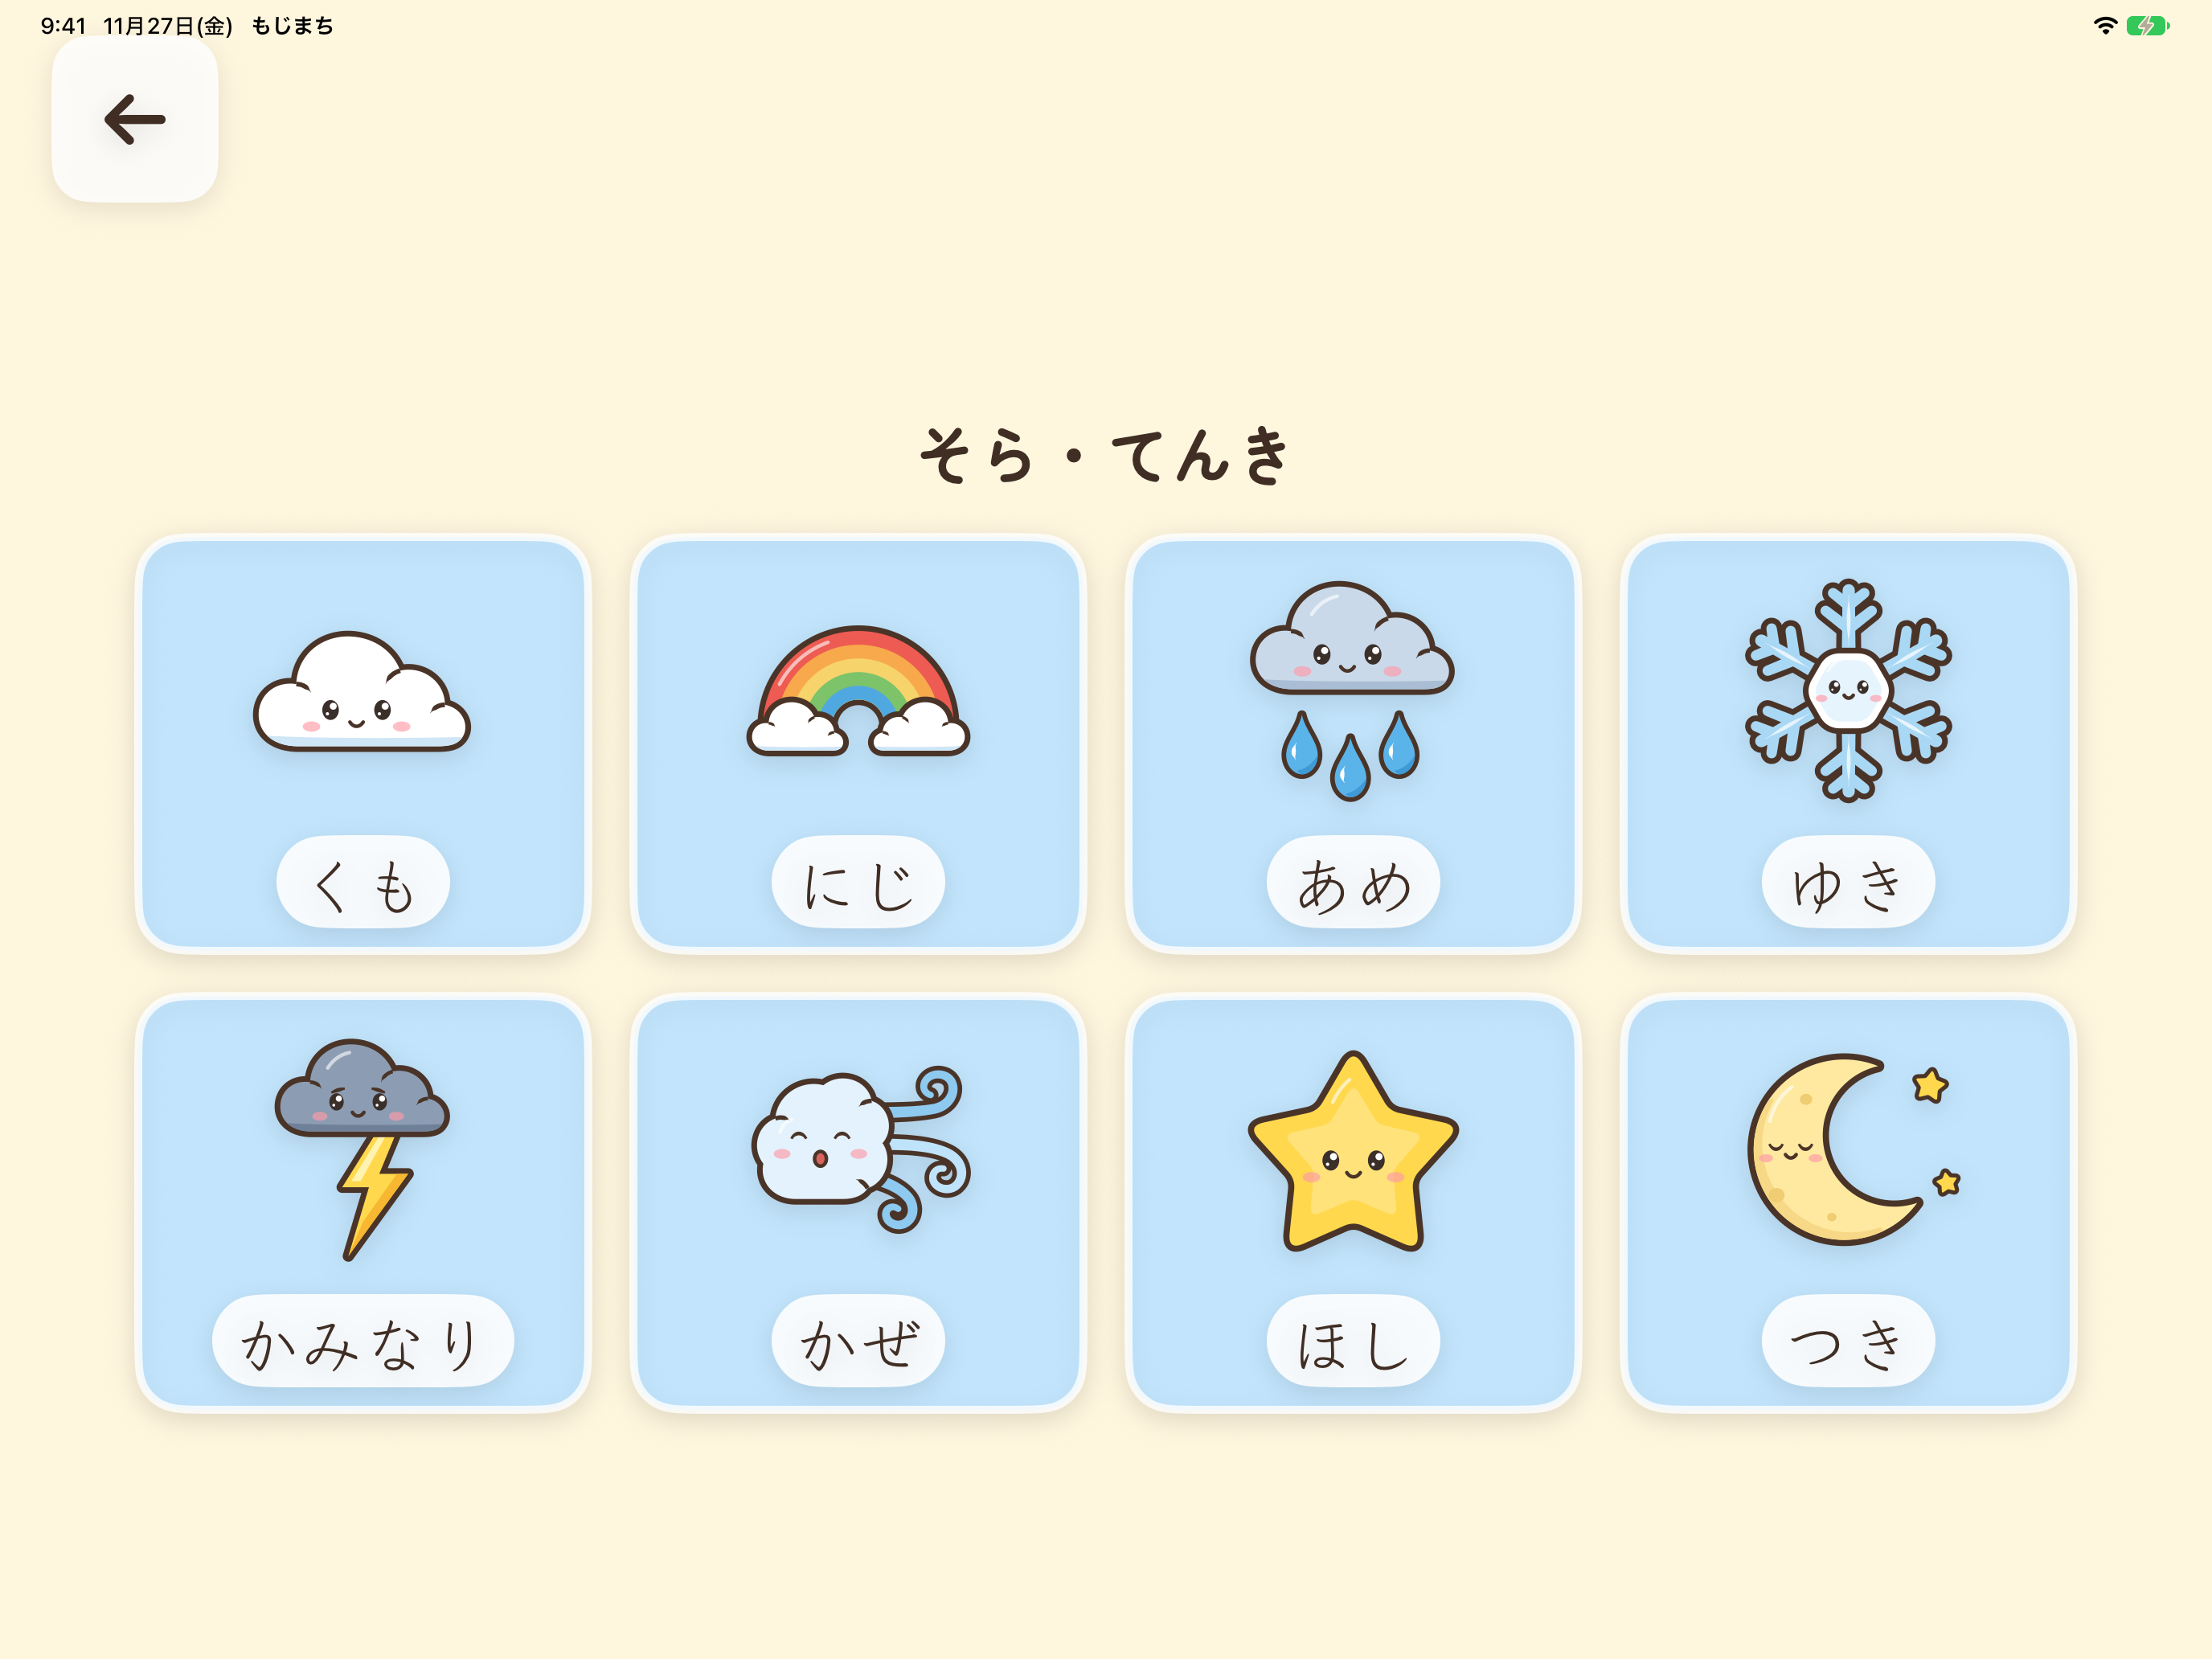 9:41 11月27日(金) もじまち
そら・てんき
くも
にじ
あめ
ゆき
かみなり
かぜ
ほし
つき